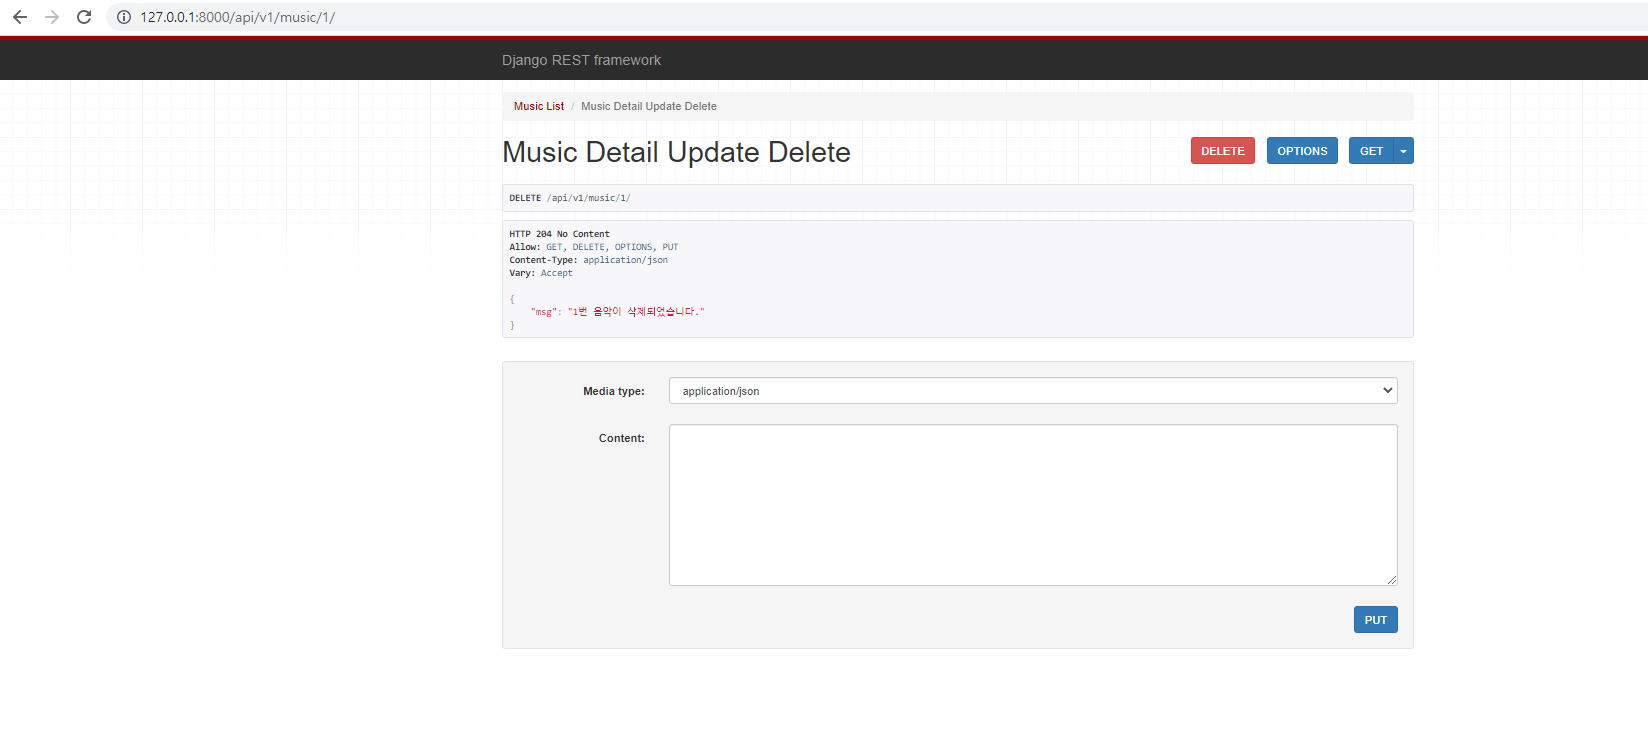 127.0.0.1:8000/api/v1/music/1/
Django REST framework
Music List / Music Detail Update Delete
Music Detail Update Delete
DELETE OPTIONS GET
DELETE /api/v1/music/1/
HTTP 204 No Content
Allow: GET, DELETE, OPTIONS, PUT
Content-Type: application/json
Vary: Accept
{
"msg": "1번 음악이 삭제되었습니다."
}
Media type: application/json
Content:
PUT